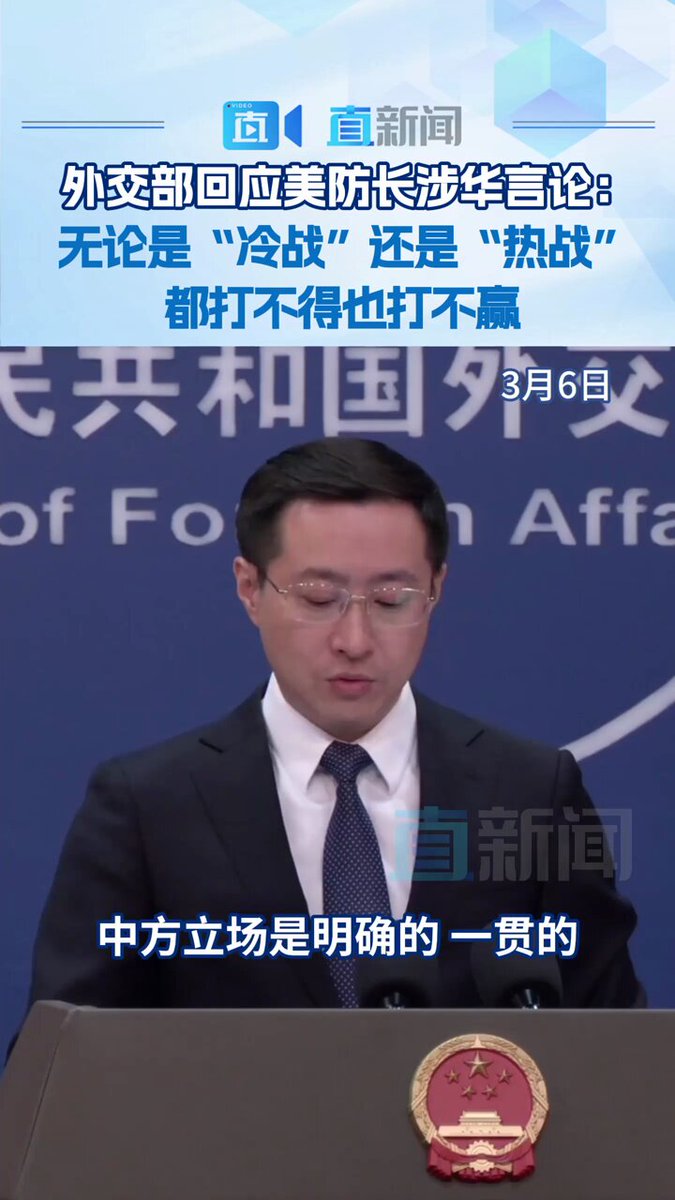 VIDEO
直 直新闻
外交部回应美防长涉华言论:
无论是“冷战”还是“热战”
都打不得也打不赢
民共和国外交
3月6日
of Foreign Affa
直新闻
中方立场是明确的 一贯的